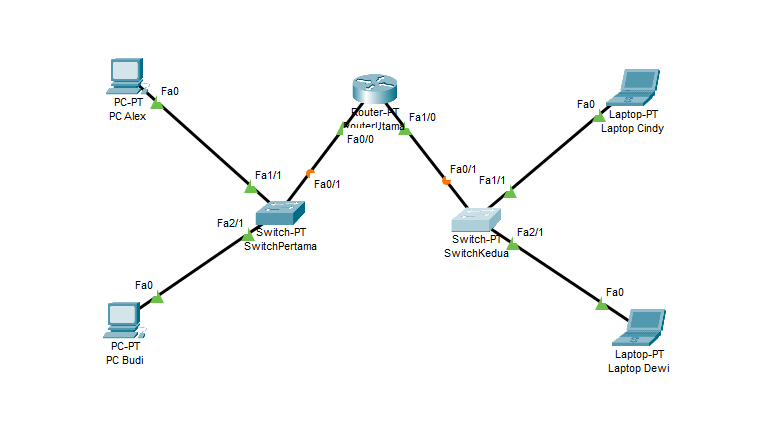 PC-PT
PC Alex
Fa0
Router-PT
RouterUtama
Fa0/0
Fa1/0
Fa0
Laptop-PT
Laptop Cindy
Fa1/1
Fa0/1
Fa2/1
Switch-PT
SwitchPertama
Fa0/1
Fa1/1
Switch-PT
SwitchKedua
Fa2/1
Fa0
PC-PT
PC Budi
Fa0
Laptop-PT
Laptop Dewi